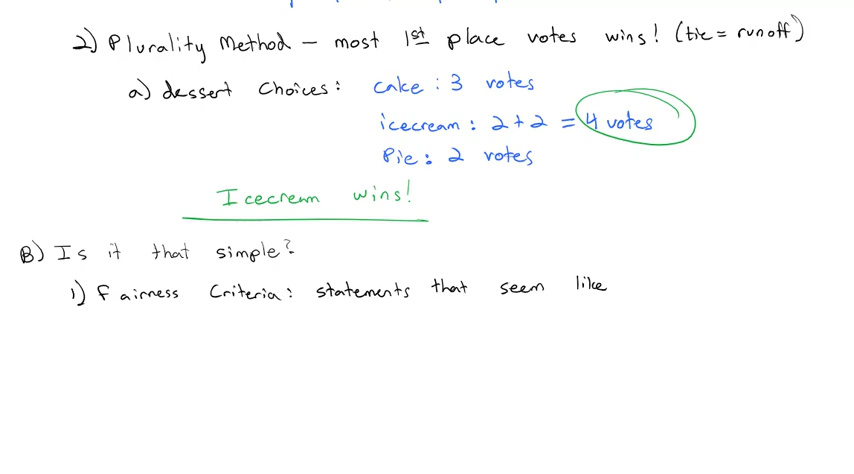 2) Plurality Method – most 1st place votes wins! (tie = runoff)
a) dessert choices: cake : 3 votes
icecream : 2 + 2 = 4 votes
Pie : 2 votes
Icecream wins!
B) Is it that simple?
1) Fairness Criteria: statements that seem like